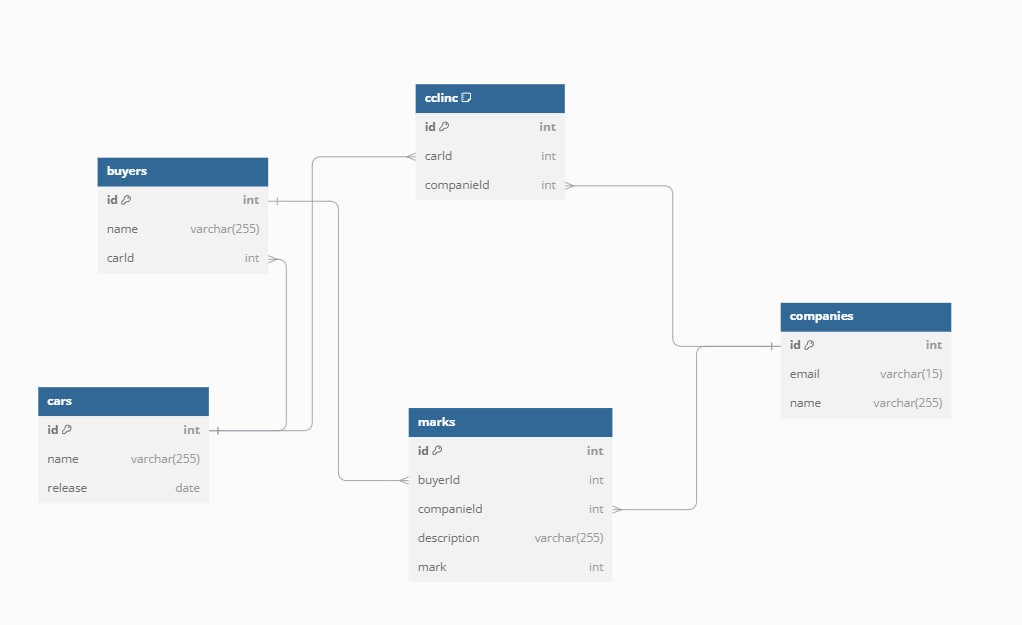 cclinc
id int
carId int
companieId int
buyers
id int
name varchar(255)
carId int
companies
id int
email varchar(15)
name varchar(255)
cars
id int
name varchar(255)
release date
marks
id int
buyerId int
companieId int
description varchar(255)
mark int